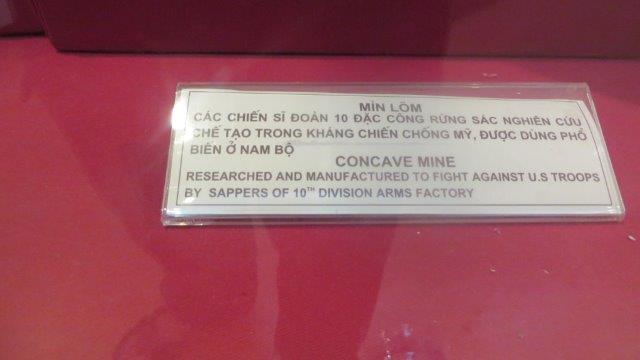 MÌN LÕM
CÁC CHIẾN SĨ ĐOÀN 10 ĐẶC CÔNG RỪNG SÁC NGHIÊN CỨU
CHẾ TẠO TRONG KHÁNG CHIẾN CHỐNG MỸ, ĐƯỢC DÙNG PHỔ
BIẾN Ở NAM BỘ
CONCAVE MINE
RESEARCHED AND MANUFACTURED TO FIGHT AGAINST U.S TROOPS
BY SAPPERS OF 10TH DIVISION ARMS FACTORY